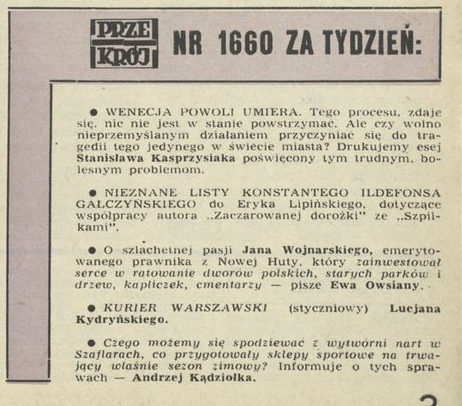 PRZE
KRÓJ
NR 1660 ZA TYDZIEŃ:
● WENECJA POWOLI UMIERA. Tego procesu, zdaje
się, nic nie jest w stanie powstrzymać. Ale czy wolno
nieprzemyślanym działaniem przyczyniać się do tra-
gedii tego jedynego w świecie miasta? Drukujemy esej
Stanisława Kasprzysiaka poświęcony tym trudnym, bo-
lesnym problemom.
● NIEZNANE LISTY KONSTANTEGO ILDEFONSA
GAŁCZYŃSKIEGO do Eryka Lipińskiego, dotyczące
współpracy autora „Zaczarowanej dorożki" ze „Szpil-
kami".
● O szlachetnej pasji Jana Wojnarskiego, emeryto-
wanego prawnika z Nowej Huty, który zainwestował
serce w ratowanie dworów polskich, starych parków i
drzew, kapliczek, cmentarzy — pisze Ewa Owsiany.
● KURIER WARSZAWSKI (styczniowy) Lucjana
Kydryńskiego.
● Czego możemy się spodziewać z wytwórni nart w
Szaflarach, co przygotowały sklepy sportowe na trwa-
jący właśnie sezon zimowy? Informuje o tych spra-
wach — Andrzej Kądziołka.